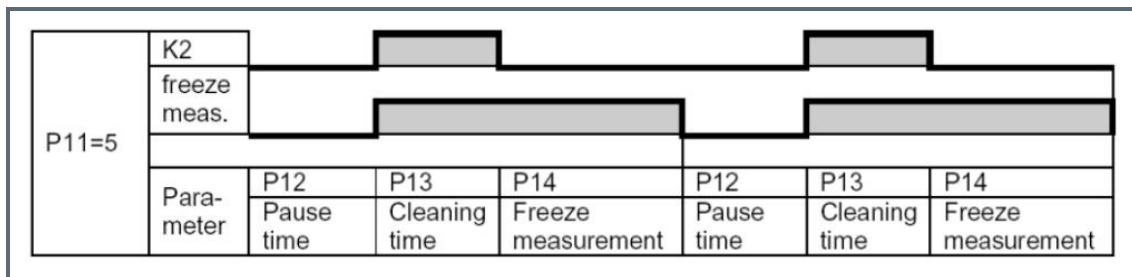 K2
freeze
meas.
P11=5
Para-
meter
P12 P13 P14 P12 P13 P14
Pause Cleaning Freeze Pause Cleaning Freeze
time time measurement time time measurement